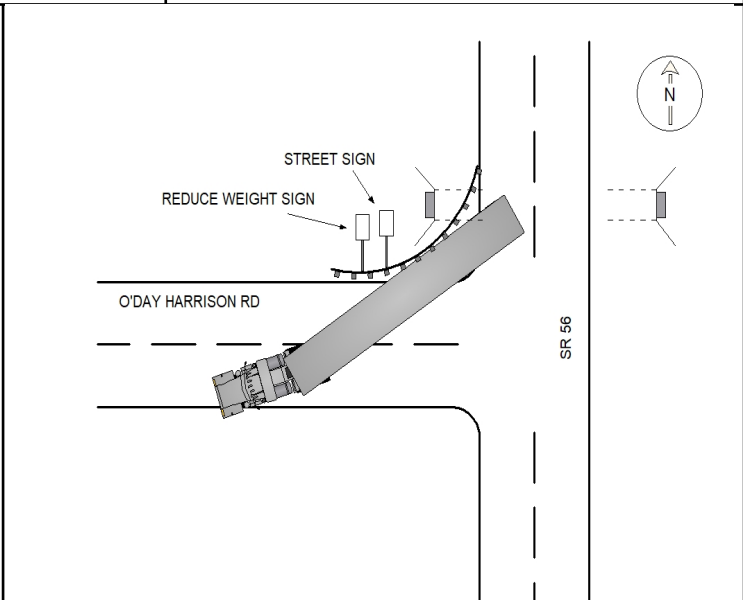 N
STREET SIGN
REDUCE WEIGHT SIGN
O'DAY HARRISON RD
SR 56